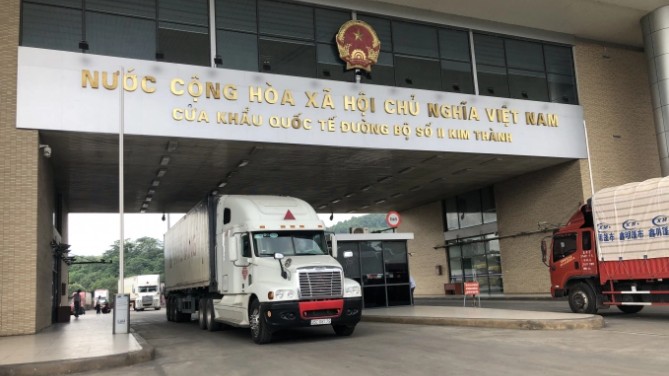 NƯỚC CỘNG HÒA XÃ HỘI CHỦ NGHĨA VIỆT NAM
CỬA KHẨU QUỐC TẾ ĐƯỜNG BỘ SỐ II KIM THÀNH